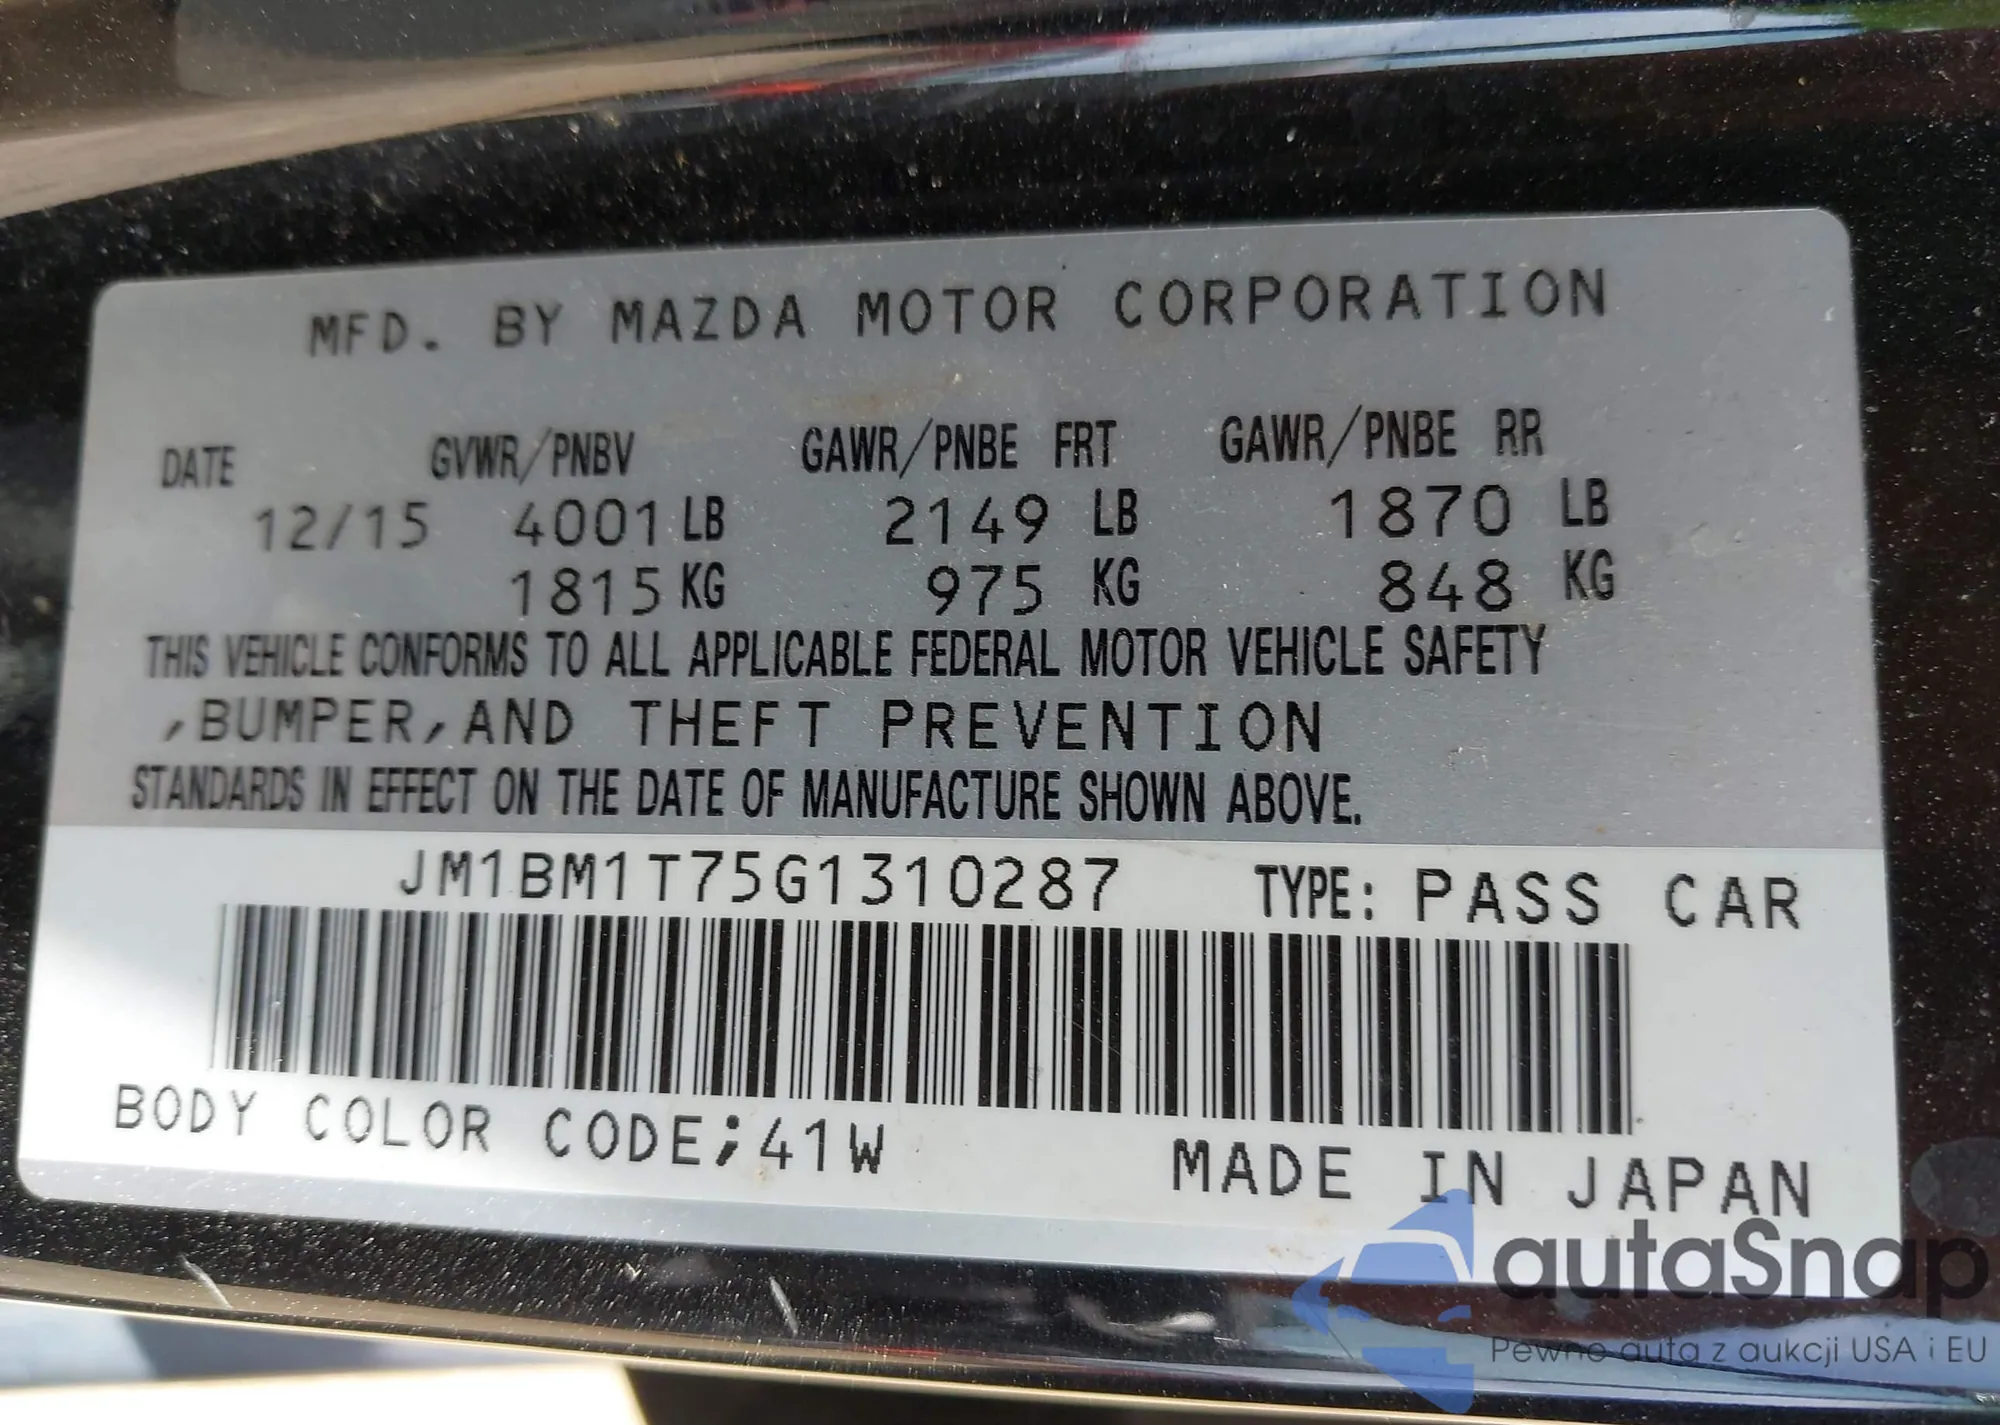 MFD. BY MAZDA MOTOR CORPORATION
DATE GVWR/PNBV GAWR/PNBE FRT GAWR/PNBE RR
12/15 4001 LB 2149 LB 1870 LB
1815 KG 975 KG 848 KG
THIS VEHICLE CONFORMS TO ALL APPLICABLE FEDERAL MOTOR VEHICLE SAFETY
,BUMPER,AND THEFT PREVENTION
STANDARDS IN EFFECT ON THE DATE OF MANUFACTURE SHOWN ABOVE.
JM1BM1T75G1310287 TYPE: PASS CAR
BODY COLOR CODE;41W MADE IN JAPAN
autaSnap
Pewne auta z aukcji USA i EU